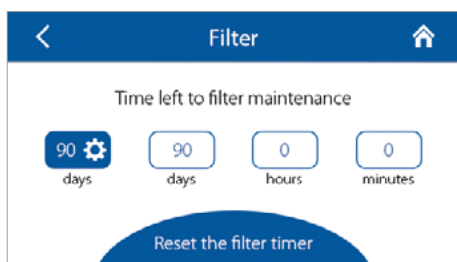 Filter
Time left to filter maintenance
90 90 0 0
days days hours minutes
Reset the filter timer